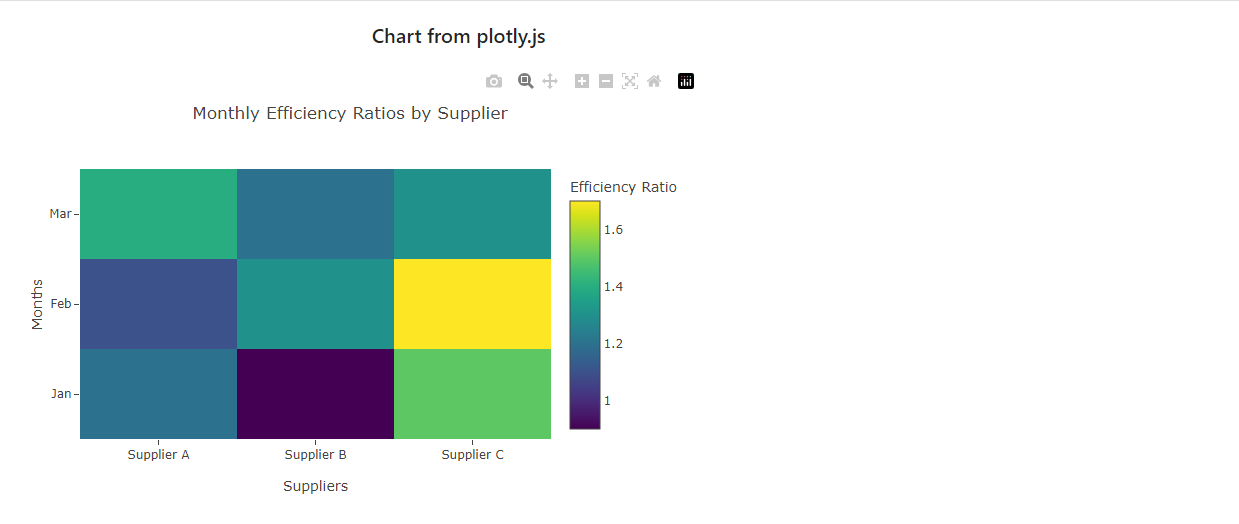 Chart from plotly.js
Monthly Efficiency Ratios by Supplier
Efficiency Ratio
1.6
1.4
1.2
1
Months
Mar
Feb
Jan
Supplier A
Supplier B
Supplier C
Suppliers